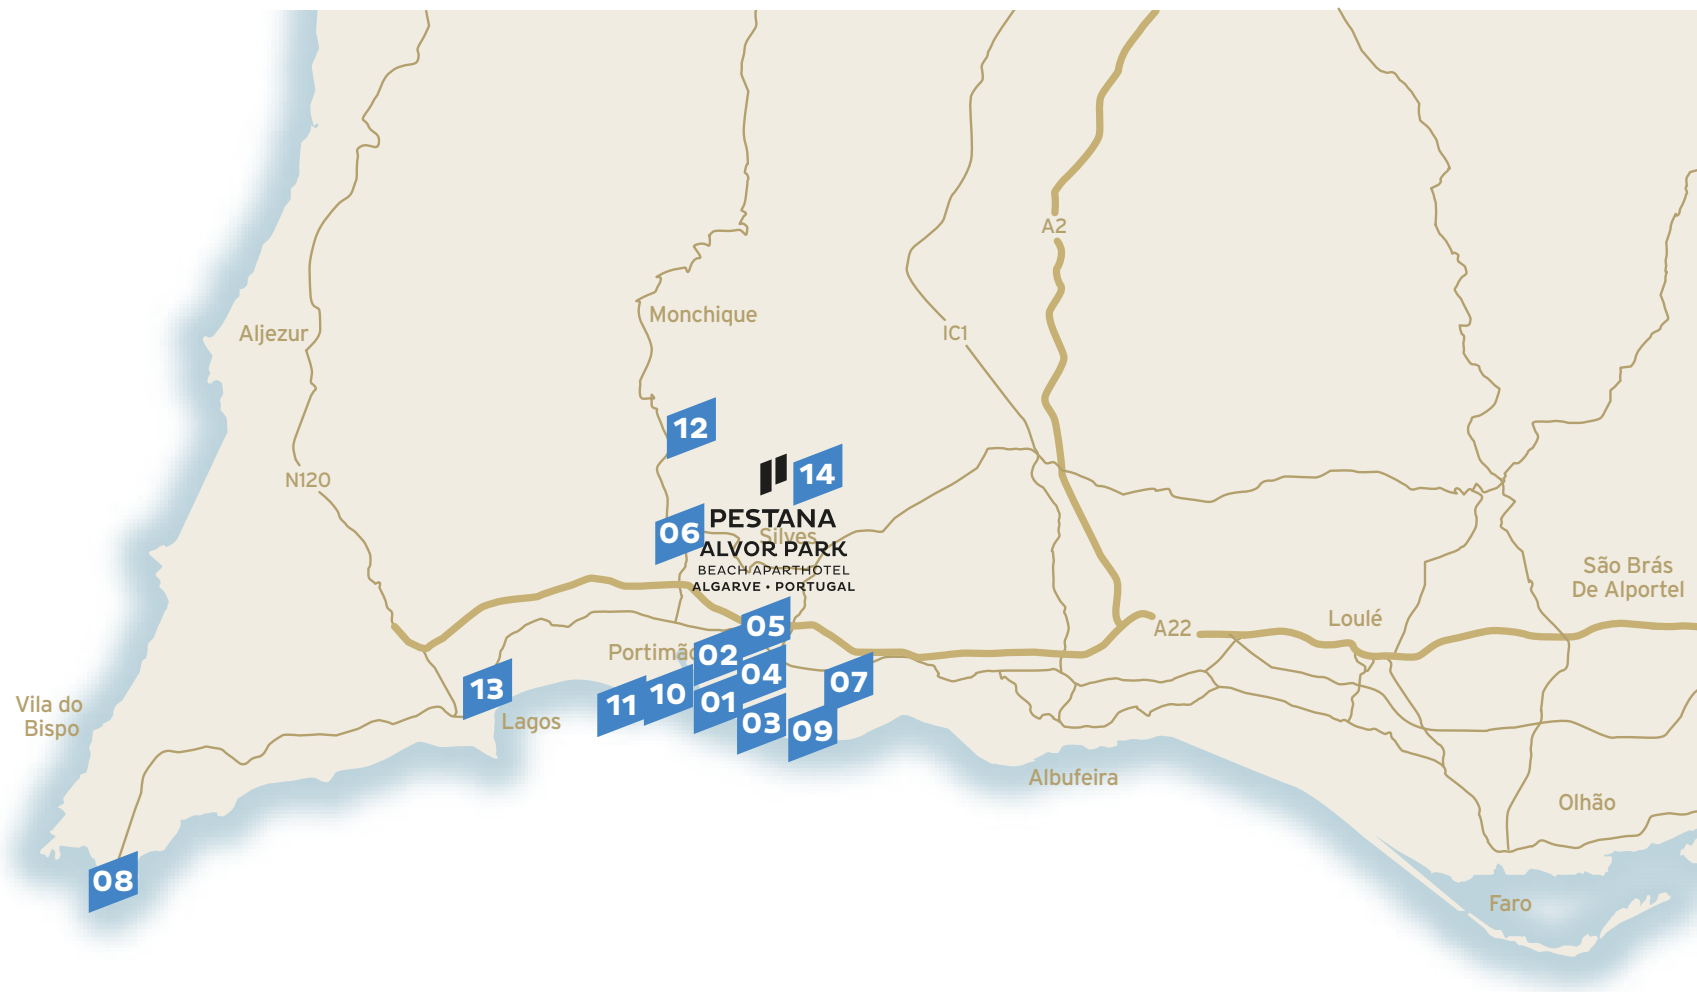 A2
Monchique
Aljezur
IC1
12
14
N120
PESTANA
06
Silves
ALVOR PARK
BEACH APARTHOTEL
ALGARVE • PORTUGAL
São Brás
De Alportel
05
Loulé
A22
Portimão
02
04
07
13
10
11
01
03
09
Lagos
Vila do
Bispo
Albufeira
Olhão
08
Faro